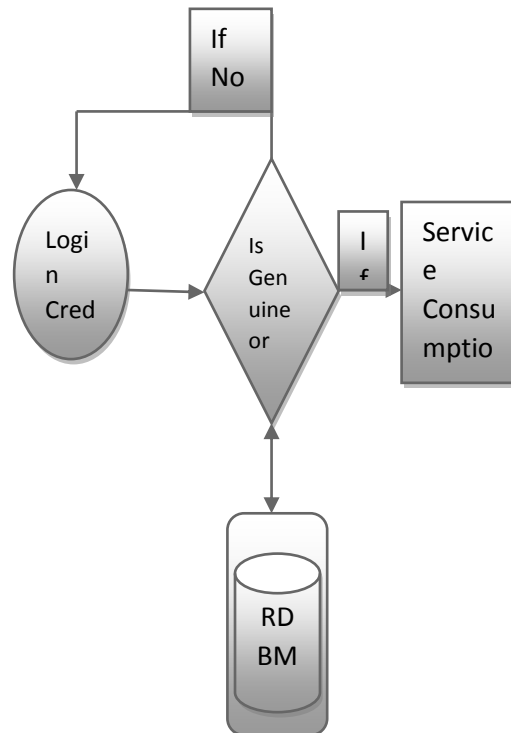 If
No
Logi
n
Cred
Is
Gen
uine
or
I
f
Servic
e
Consu
mptio
RD
BM